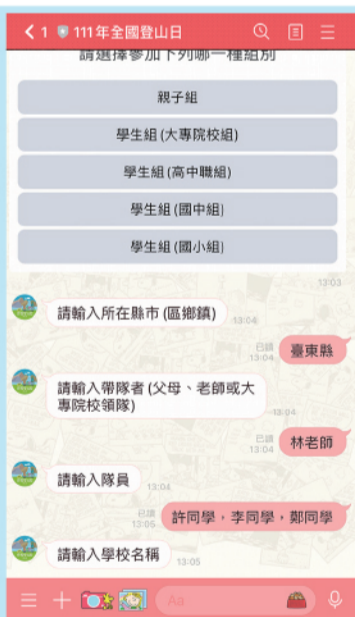 1 111年全國登山日
請選擇參加下列哪一種組別
親子組
學生組(大專院校組)
學生組(高中職組)
學生組(國中組)
學生組(國小組)
13:03
請輸入所在縣市(區鄉鎮)
13:04
已讀
13:04
臺東縣
請輸入帶隊者(父母、老師或大
專院校領隊)
13:04
已讀
13:04
林老師
請輸入隊員
13:04
已讀
13:05
許同學，李同學，鄭同學
請輸入學校名稱
13:05
Aa